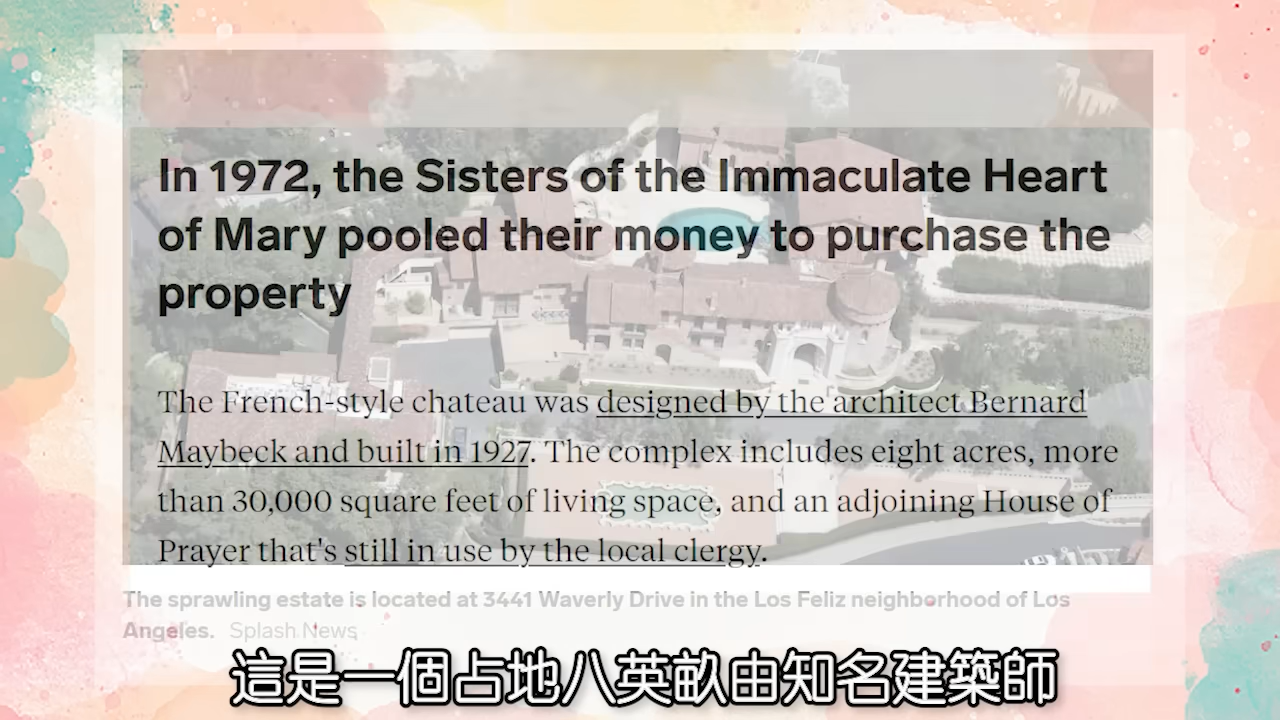 In 1972, the Sisters of the Immaculate Heart
of Mary pooled their money to purchase the
property
The French-style chateau was designed by the architect Bernard
Maybeck and built in 1927. The complex includes eight acres, more
than 30,000 square feet of living space, and an adjoining House of
Prayer that's still in use by the local clergy.
The sprawling estate is located at 3441 Waverly Drive in the Los Feliz neighborhood of Los
Angeles. Splash News
這是一個占地八英畝由知名建築師